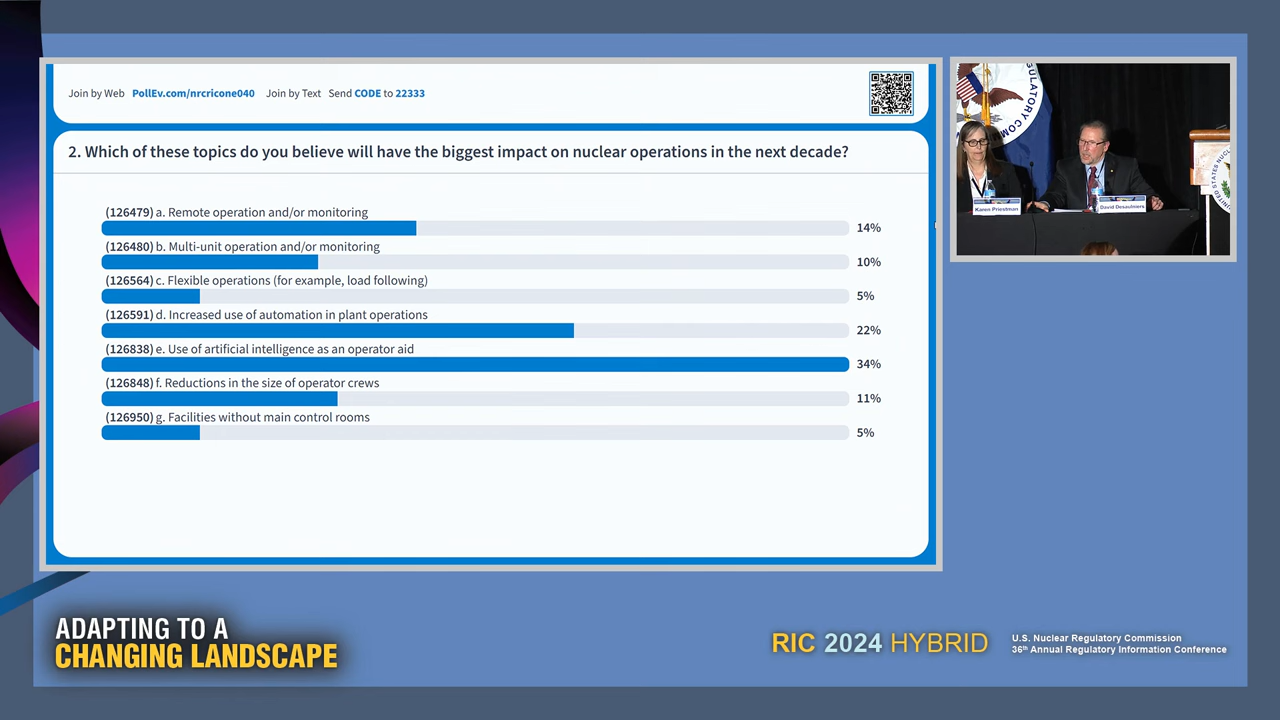 Join by Web PollEv.com/nrcricone040 Join by Text Send CODE to 22333
2. Which of these topics do you believe will have the biggest impact on nuclear operations in the next decade?
(126479) a. Remote operation and/or monitoring
14%
(126480) b. Multi-unit operation and/or monitoring
10%
(126564) c. Flexible operations (for example, load following)
5%
(126591) d. Increased use of automation in plant operations
22%
(126838) e. Use of artificial intelligence as an operator aid
34%
(126848) f. Reductions in the size of operator crews
11%
(126950) g. Facilities without main control rooms
5%
ULATORY COM
Karen Priestman
David Desaulniers
ADAPTING TO A
CHANGING LANDSCAPE
RIC 2024 HYBRID
U.S. Nuclear Regulatory Commission
36th Annual Regulatory Information Conference